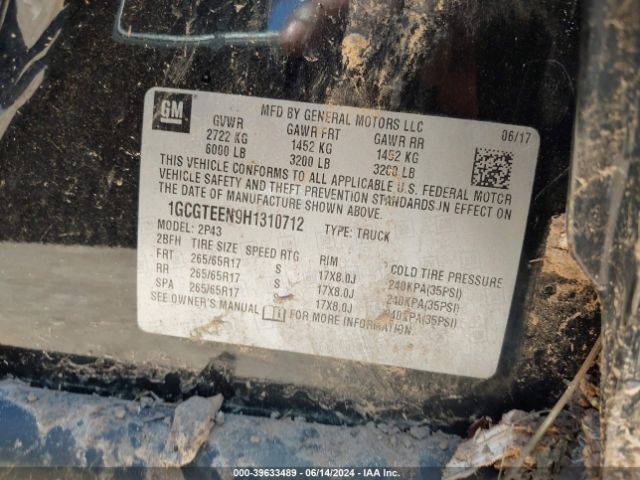 GM
MFD BY GENERAL MOTORS LLC
06/17
GVWR GAWR FRT GAWR RR
2722 KG 1452 KG 1452 KG
6000 LB 3200 LB 3200 LB
THIS VEHICLE CONFORMS TO ALL APPLICABLE U.S. FEDERAL MOTOR
VEHICLE SAFETY AND THEFT PREVENTION STANDARDS IN EFFECT ON
THE DATE OF MANUFACTURE SHOWN ABOVE.
1GCGTEEN9H1310712 TYPE: TRUCK
MODEL: 2P43
2BFH TIRE SIZE SPEED RTG RIM COLD TIRE PRESSURE
FRT 265/65R17 S 17X8.0J 240KPA(35PSI)
RR 265/65R17 S 17X8.0J 240KPA(35PSI)
SPA 265/65R17 S 17X8.0J 240KPA(35PSI)
SEE OWNER'S MANUAL FOR MORE INFORMATION.
000-39633489 - 06/14/2024 - IAA Inc.